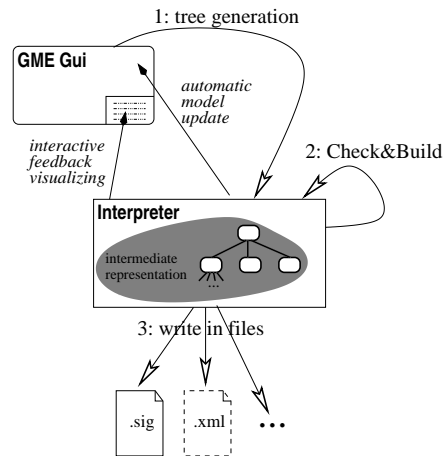 1: tree generation
GME Gui
automatic
model
update
interactive
feedback
visualizing
2: Check&Build
Interpreter
intermediate
representation
...
3: write in files
.sig
.xml
...